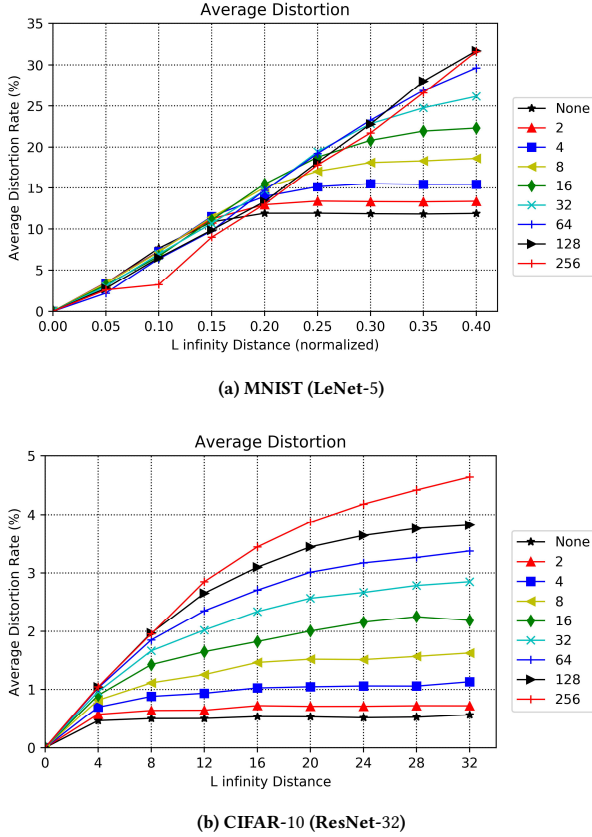 Average Distortion
35
30
25
20
15
10
5
0
Average Distortion Rate (%)
0.00 0.05 0.10 0.15 0.20 0.25 0.30 0.35 0.40
L infinity Distance (normalized)
None
2
4
8
16
32
64
128
256
(a) MNIST (LeNet-5)
Average Distortion
5
4
3
2
1
0
Average Distortion Rate (%)
0 4 8 12 16 20 24 28 32
L infinity Distance
None
2
4
8
16
32
64
128
256
(b) CIFAR-10 (ResNet-32)